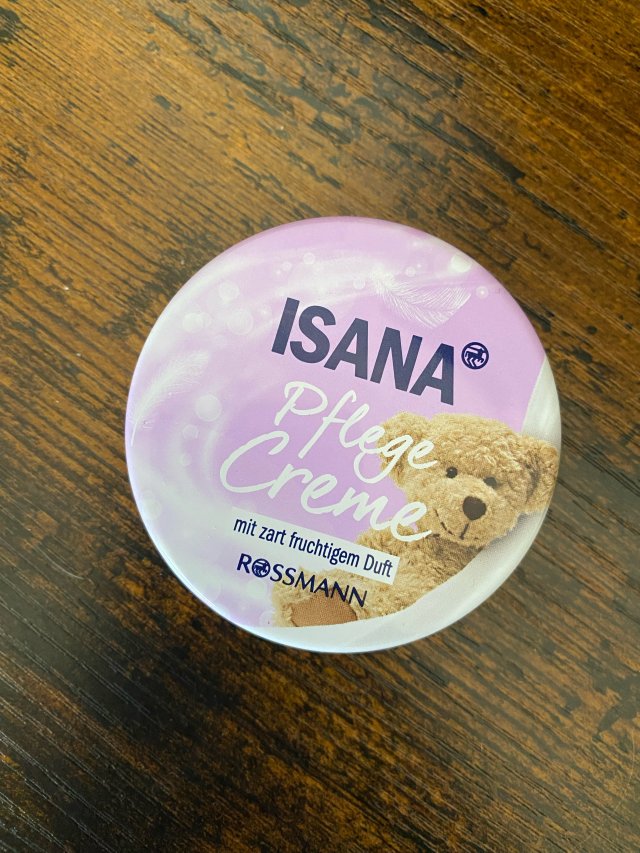 ISANA
Pflege
Creme
mit zart fruchtigem Duft
ROSSMANN